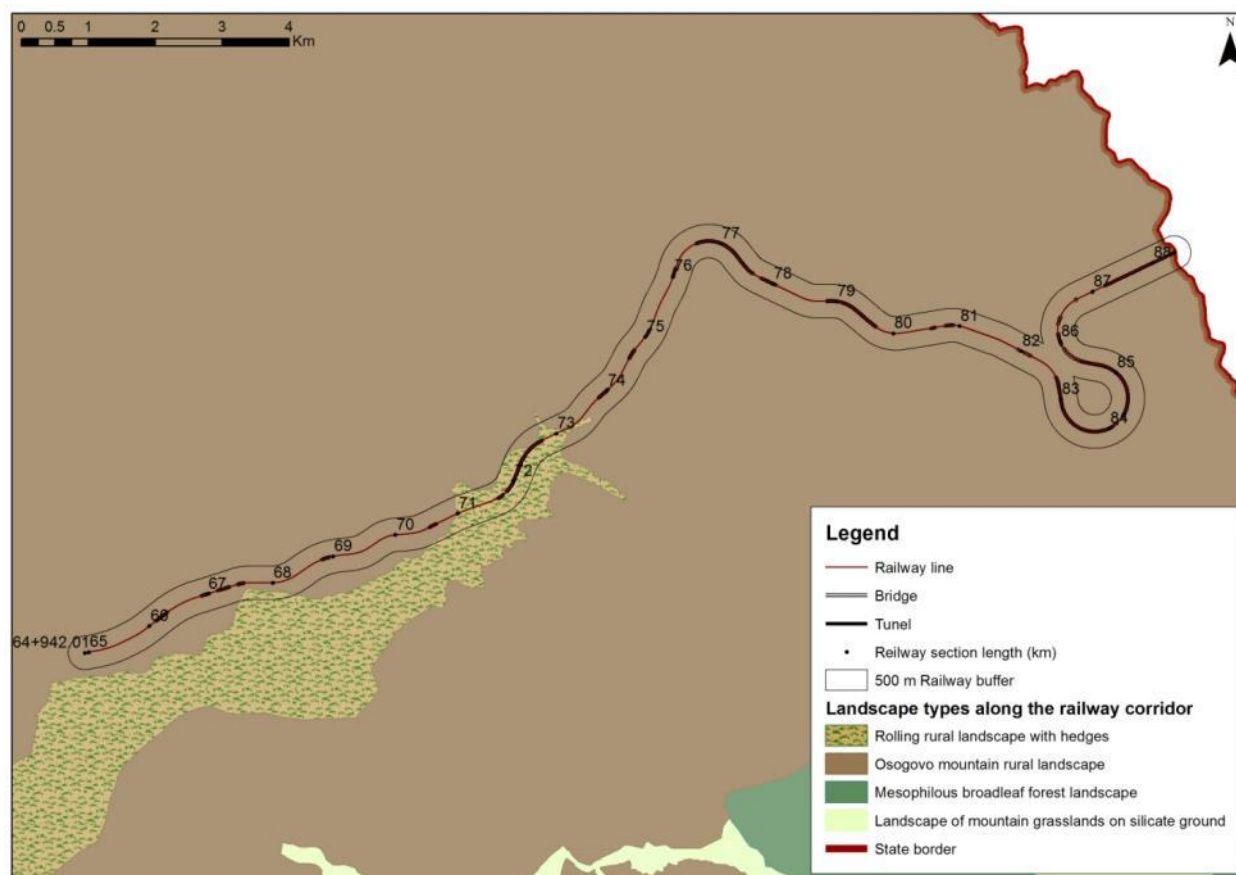 0 0.5 1 2 3 4
Km
N
77
76
78
79
80
81
82
83
84
85
86
87
88
75
74
73
2
71
70
69
68
67
66
64+942.0165
Legend
Railway line
Bridge
Tunel
Reilway section length (km)
500 m Railway buffer
Landscape types along the railway corridor
Rolling rural landscape with hedges
Osogovo mountain rural landscape
Mesophilous broadleaf forest landscape
Landscape of mountain grasslands on silicate ground
State border